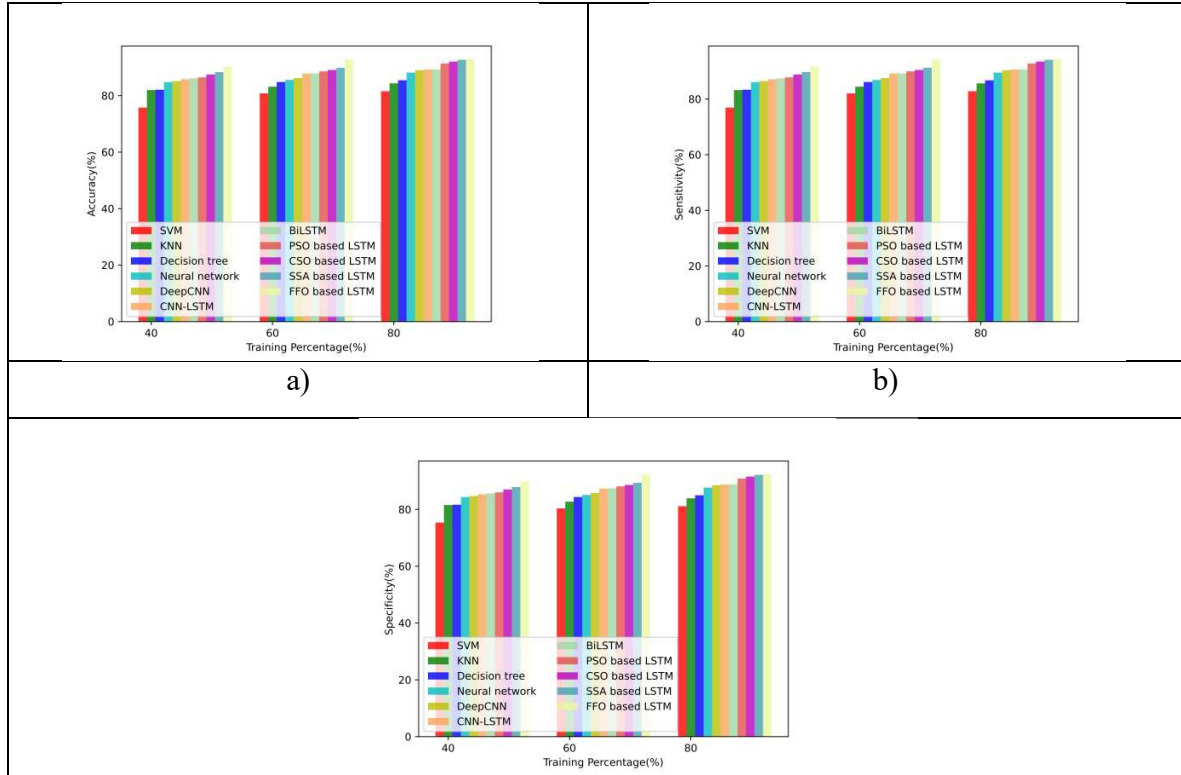 Accuracy(%)
80
60
40
20
0
SVM
KNN
Decision tree
Neural network
DeepCNN
CNN-LSTM
BiLSTM
PSO based LSTM
CSO based LSTM
SSA based LSTM
FFO based LSTM
40 60 80
Training Percentage(%)
Sensitivity(%)
80
60
40
20
0
SVM
KNN
Decision tree
Neural network
DeepCNN
CNN-LSTM
BiLSTM
PSO based LSTM
CSO based LSTM
SSA based LSTM
FFO based LSTM
40 60 80
Training Percentage(%)
a)
b)
Specificity(%)
80
60
40
20
0
SVM
KNN
Decision tree
Neural network
DeepCNN
CNN-LSTM
BiLSTM
PSO based LSTM
CSO based LSTM
SSA based LSTM
FFO based LSTM
40 60 80
Training Percentage(%)